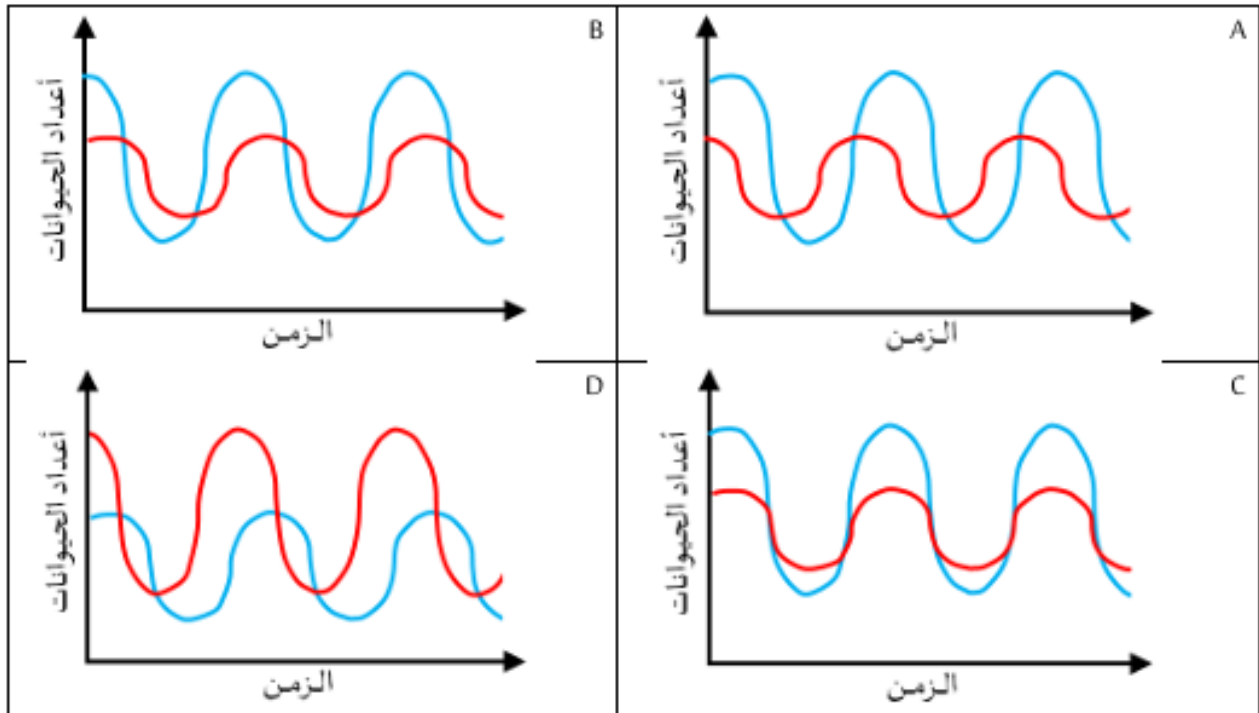 A
أعداد الحيوانات
الزمن
B
أعداد الحيوانات
الزمن
C
أعداد الحيوانات
الزمن
D
أعداد الحيوانات
الزمن